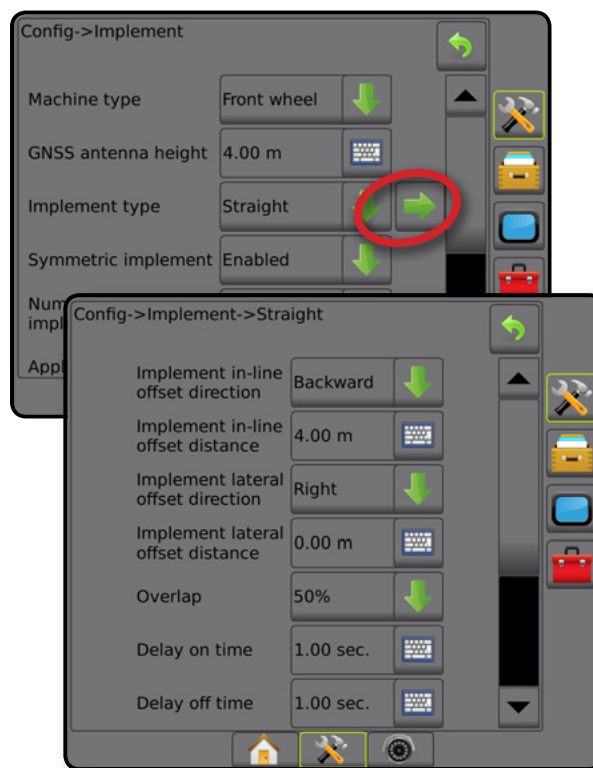 Config->Implement
Machine type Front wheel
GNSS antenna height 4.00 m
Implement type Straight
Symmetric implement Enabled
Num
impl
Appl
Config->Implement->Straight
Implement in-line
offset direction Backward
Implement in-line
offset distance 4.00 m
Implement lateral
offset direction Right
Implement lateral
offset distance 0.00 m
Overlap 50%
Delay on time 1.00 sec.
Delay off time 1.00 sec.